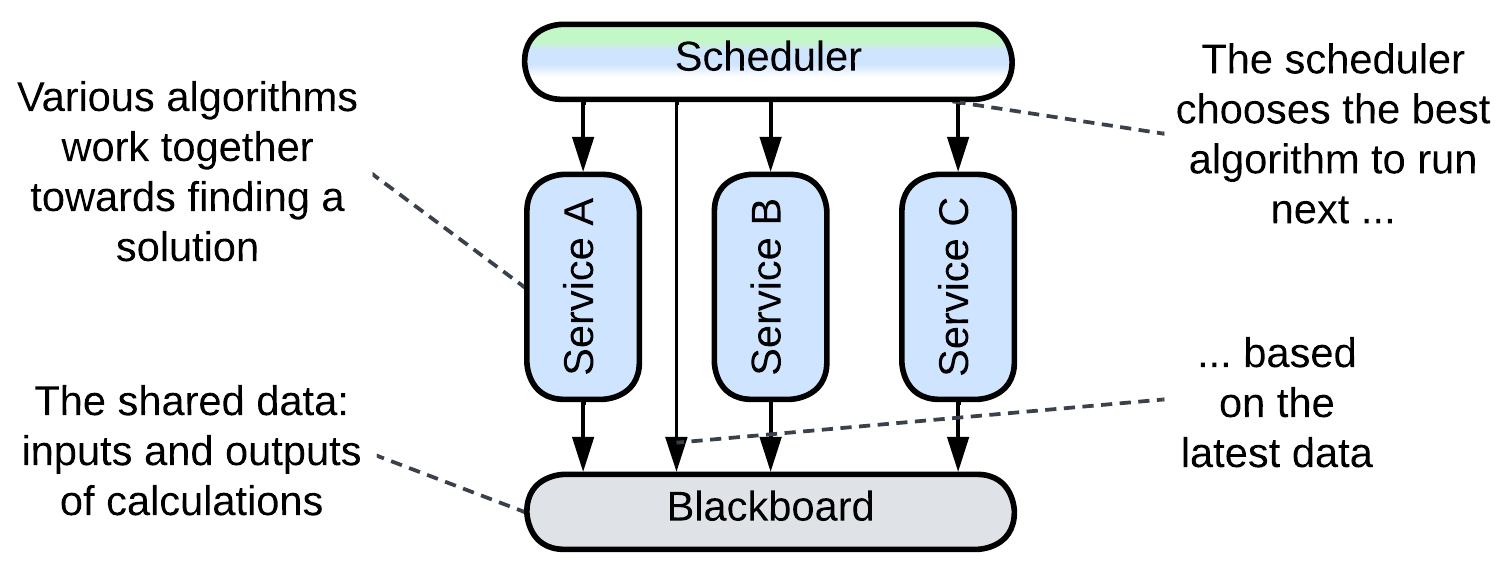 Scheduler
Various algorithms
work together
towards finding a
solution
The scheduler
chooses the best
algorithm to run
next ...
Service A
Service B
Service C
The shared data:
inputs and outputs
of calculations
... based
on the
latest data
Blackboard